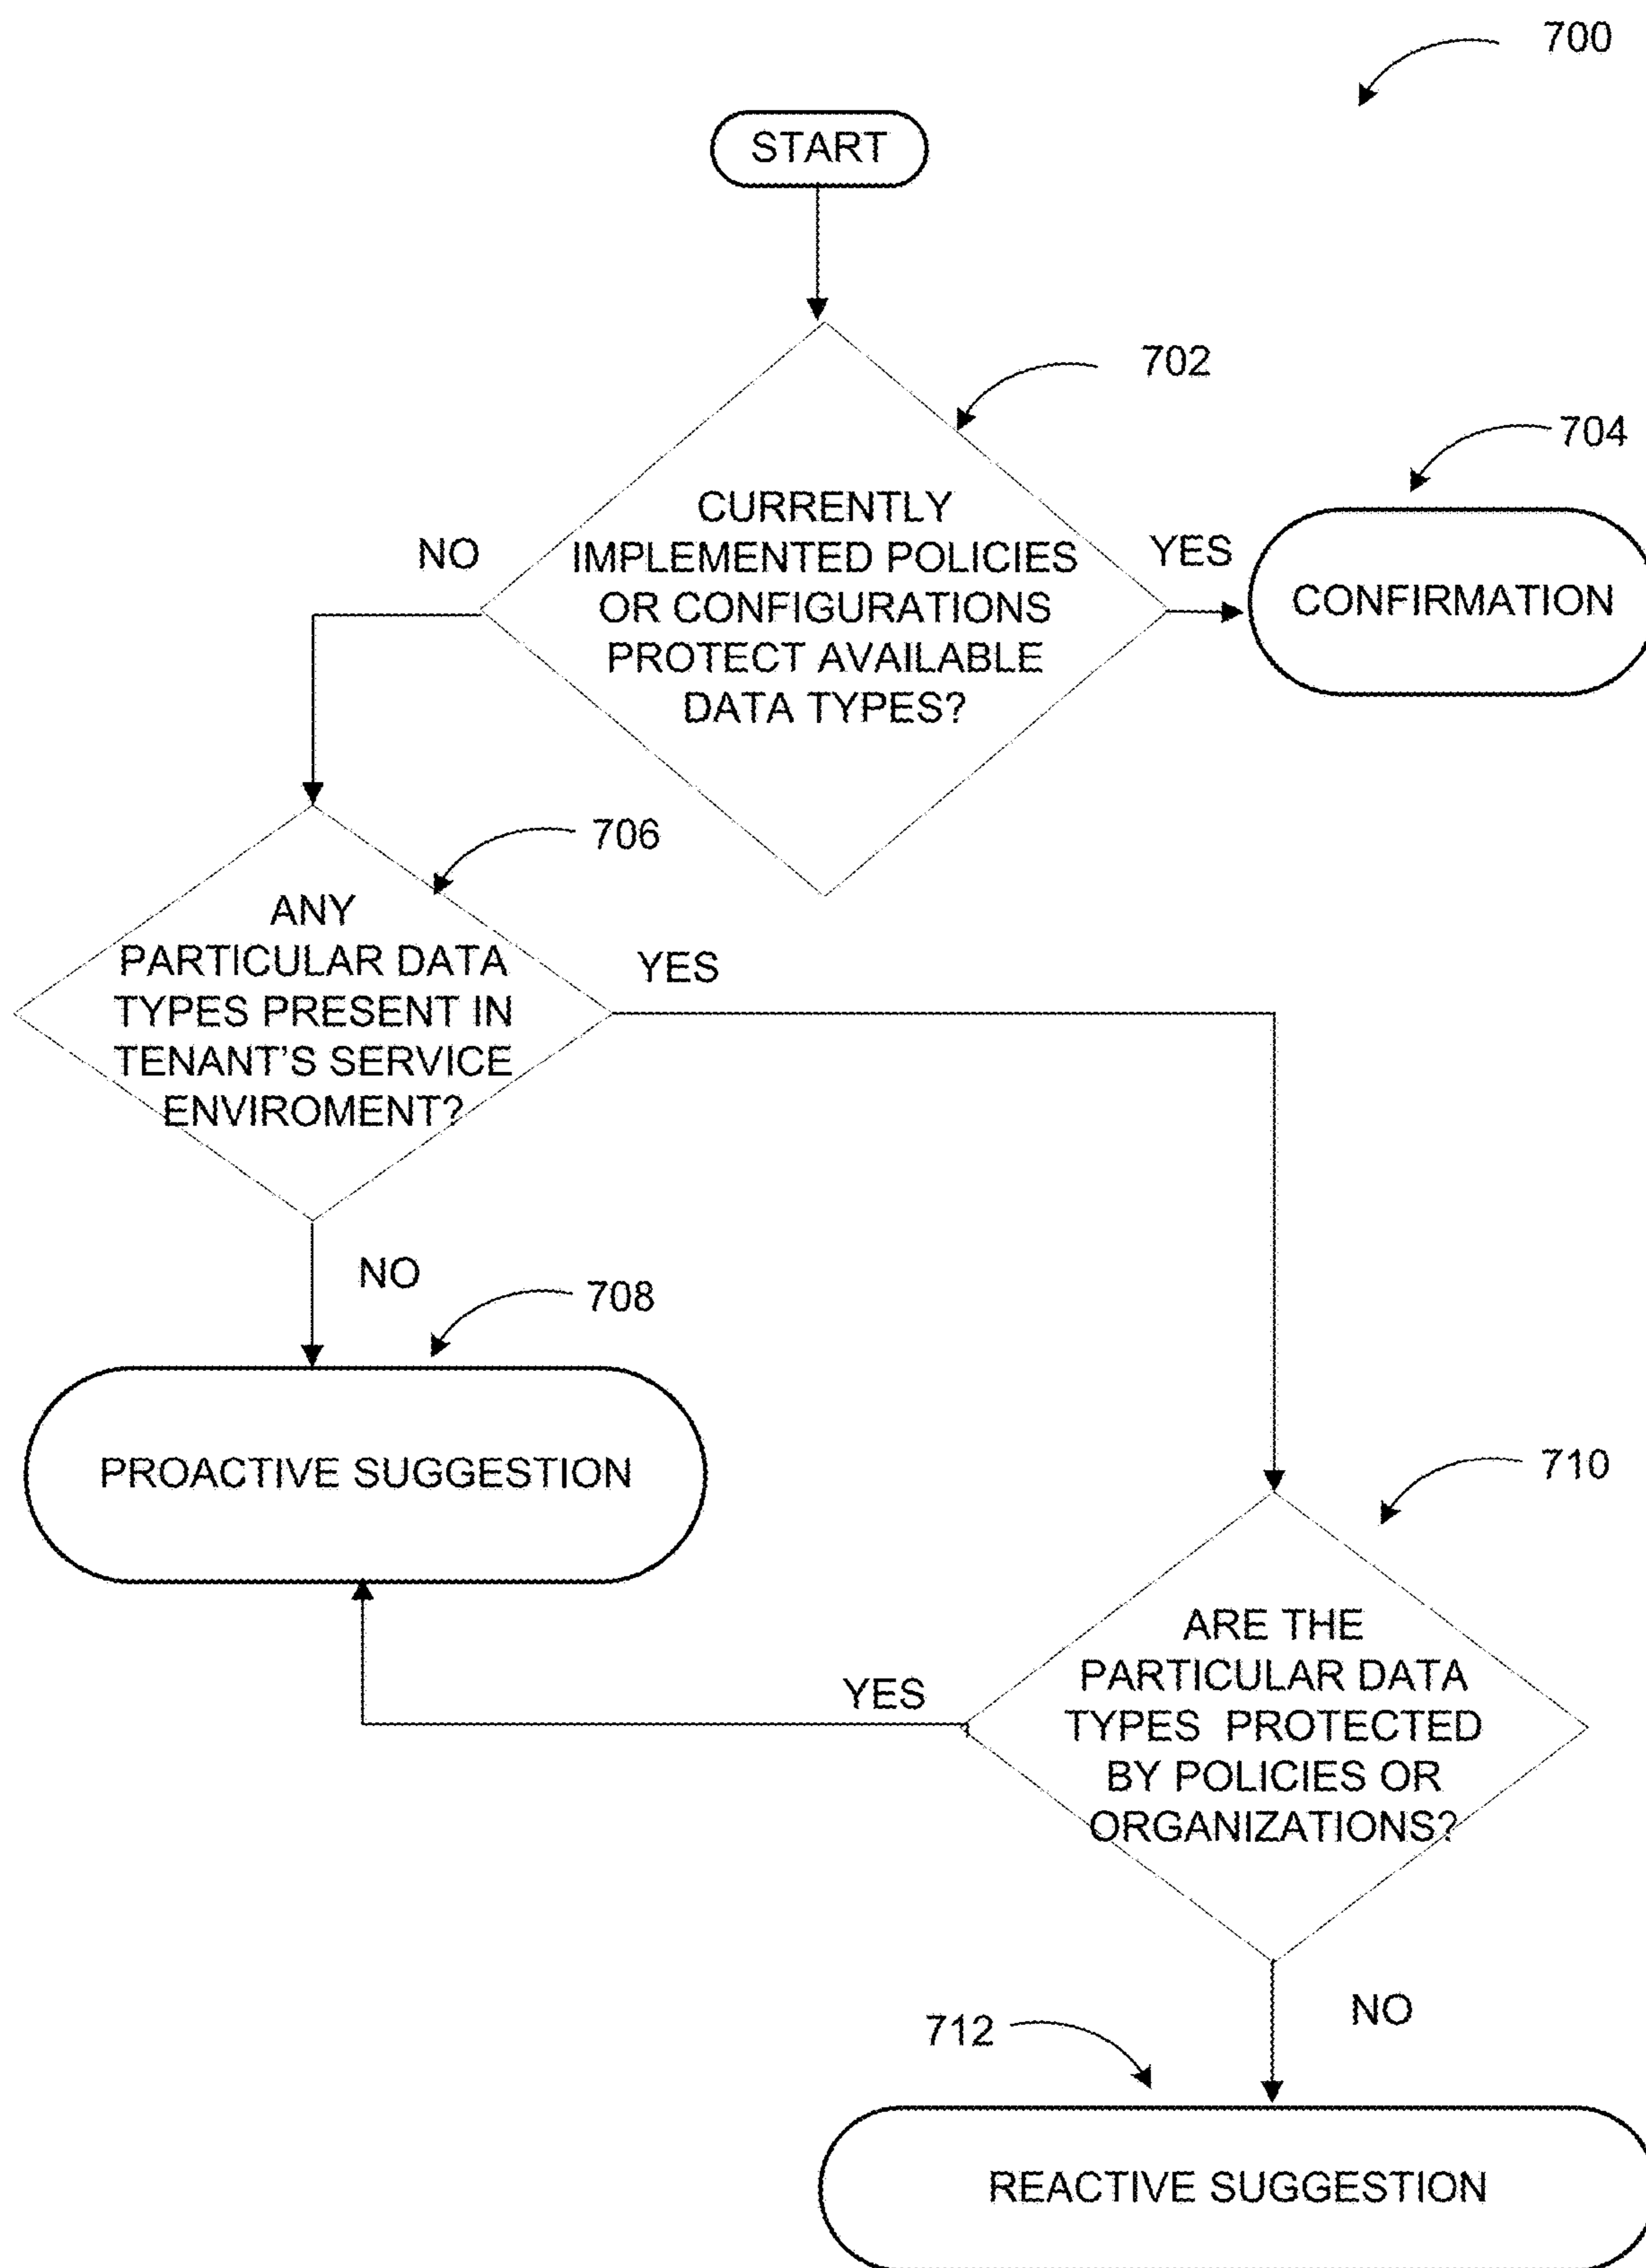 700
START
702
704
CURRENTLY
IMPLEMENTED POLICIES
OR CONFIGURATIONS
PROTECT AVAILABLE
DATA TYPES?
NO
YES
CONFIRMATION
706
ANY
PARTICULAR DATA
TYPES PRESENT IN
TENANT'S SERVICE
ENVIROMENT?
YES
NO
708
PROACTIVE SUGGESTION
710
ARE THE
PARTICULAR DATA
TYPES PROTECTED
BY POLICIES OR
ORGANIZATIONS?
YES
NO
712
REACTIVE SUGGESTION